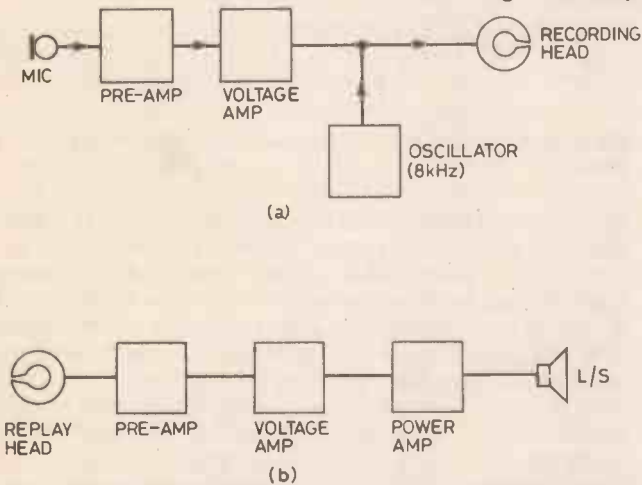 MIC
PRE-AMP
VOLTAGE
AMP
RECORDING
HEAD
OSCILLATOR
(8kHz)
(a)
REPLAY
HEAD
PRE-AMP
VOLTAGE
AMP
POWER
AMP
L/S
(b)